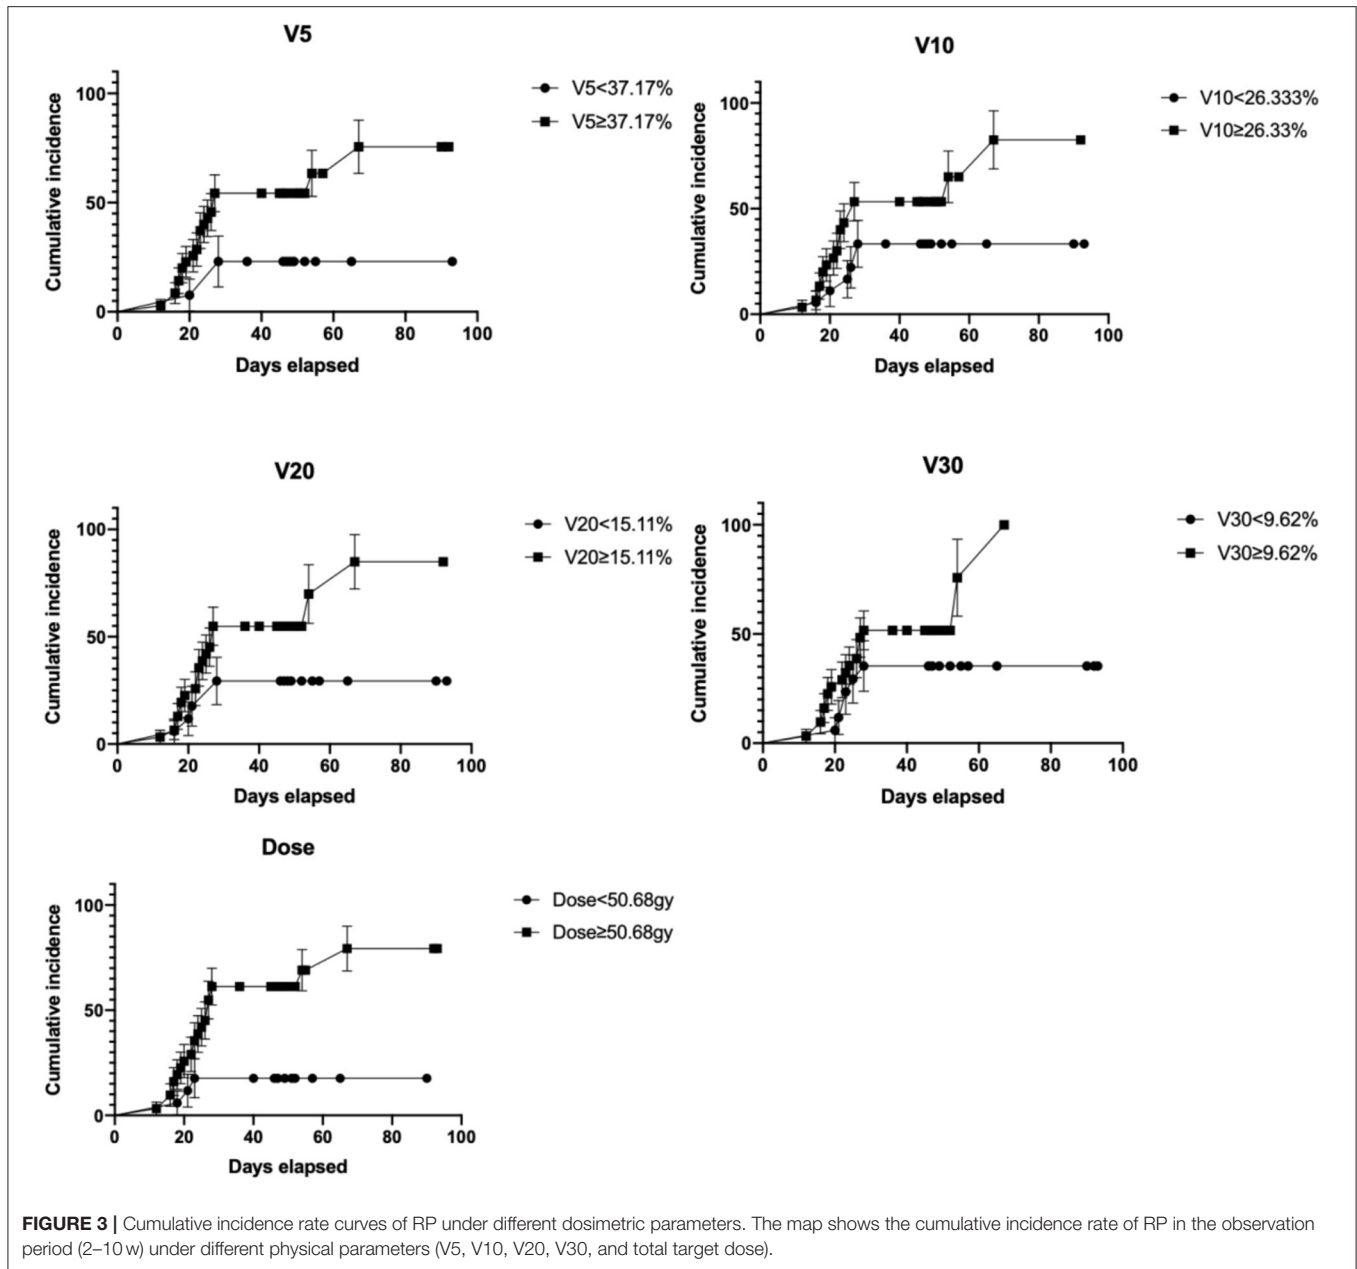 V5
100
50
0
0 20 40 60 80 100
Cumulative incidence
Days elapsed
V5<37.17%
V5≥37.17%
V10
100
50
0
0 20 40 60 80 100
Cumulative incidence
Days elapsed
V10<26.333%
V10≥26.33%
V20
100
50
0
0 20 40 60 80 100
Cumulative incidence
Days elapsed
V20<15.11%
V20≥15.11%
V30
100
50
0
0 20 40 60 80 100
Cumulative incidence
Days elapsed
V30<9.62%
V30≥9.62%
Dose
100
50
0
0 20 40 60 80 100
Cumulative incidence
Days elapsed
Dose<50.68gy
Dose≥50.68gy
FIGURE 3 | Cumulative incidence rate curves of RP under different dosimetric parameters. The map shows the cumulative incidence rate of RP in the observation
period (2–10 w) under different physical parameters (V5, V10, V20, V30, and total target dose).